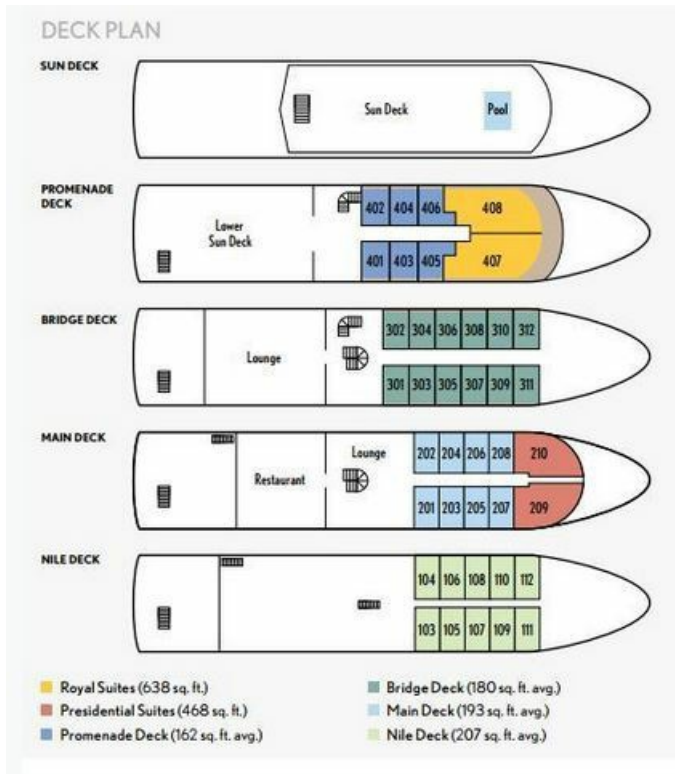 DECK PLAN
SUN DECK
Sun Deck
Pool
PROMENADE
DECK
Lower
Sun Deck
402 404 406 408
401 403 405 407
BRIDGE DECK
Lounge
302 304 306 308 310 312
301 303 305 307 309 311
MAIN DECK
Restaurant
Lounge
202 204 206 208 210
201 203 205 207 209
NILE DECK
104 106 108 110 112
103 105 107 109 111
Royal Suites (638 sq. ft.)
Presidential Suites (468 sq. ft.)
Promenade Deck (162 sq. ft. avg.)
Bridge Deck (180 sq. ft. avg.)
Main Deck (193 sq. ft. avg.)
Nile Deck (207 sq. ft. avg.)